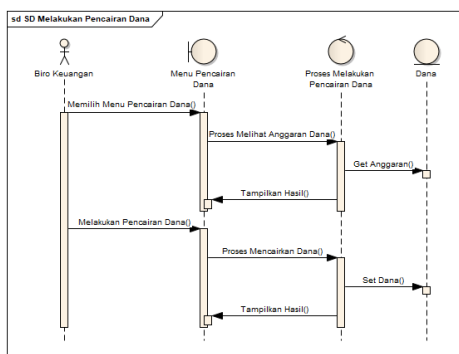 sd SD Melakukan Pencairan Dana
Biro Keuangan
Menu Pencairan
Dana
Proses Melakukan
Pencairan Dana
Dana
Memilih Menu Pencairan Dana()
Proses Melihat Anggaran Dana()
Get Anggaran()
Tampilkan Hasil()
Melakukan Pencairan Dana()
Proses Mencairkan Dana()
Set Dana()
Tampilkan Hasil()